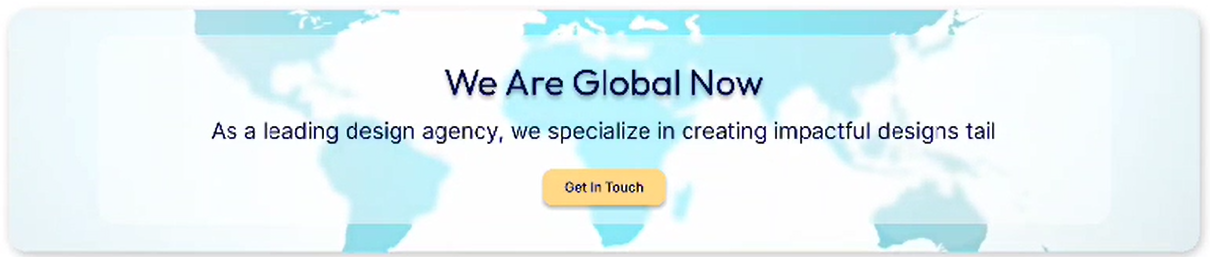 We Are Global Now
As a leading design agency, we specialize in creating impactful designs tail
Get In Touch